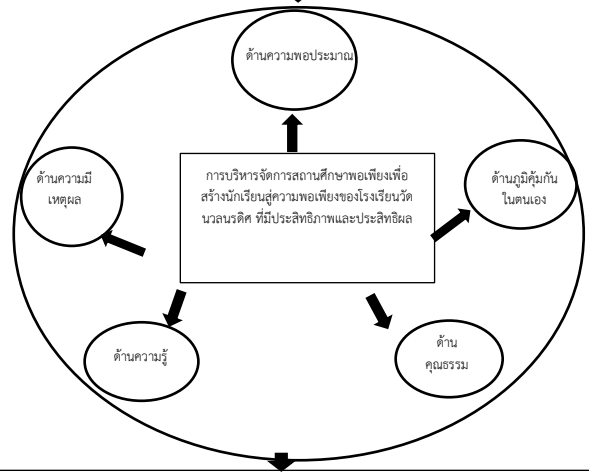 ด้านความพอประมาณ
การบริหารจัดการสถานศึกษาพอเพียงเพื่อ
สร้างนักเรียนสู่ความพอเพียงของโรงเรียนวัด
นวลนรดิศ ที่มีประสิทธิภาพและประสิทธิผล
ด้านความมี
เหตุผล
ด้านภูมิคุ้มกัน
ในตนเอง
ด้านความรู้
ด้าน
คุณธรรม